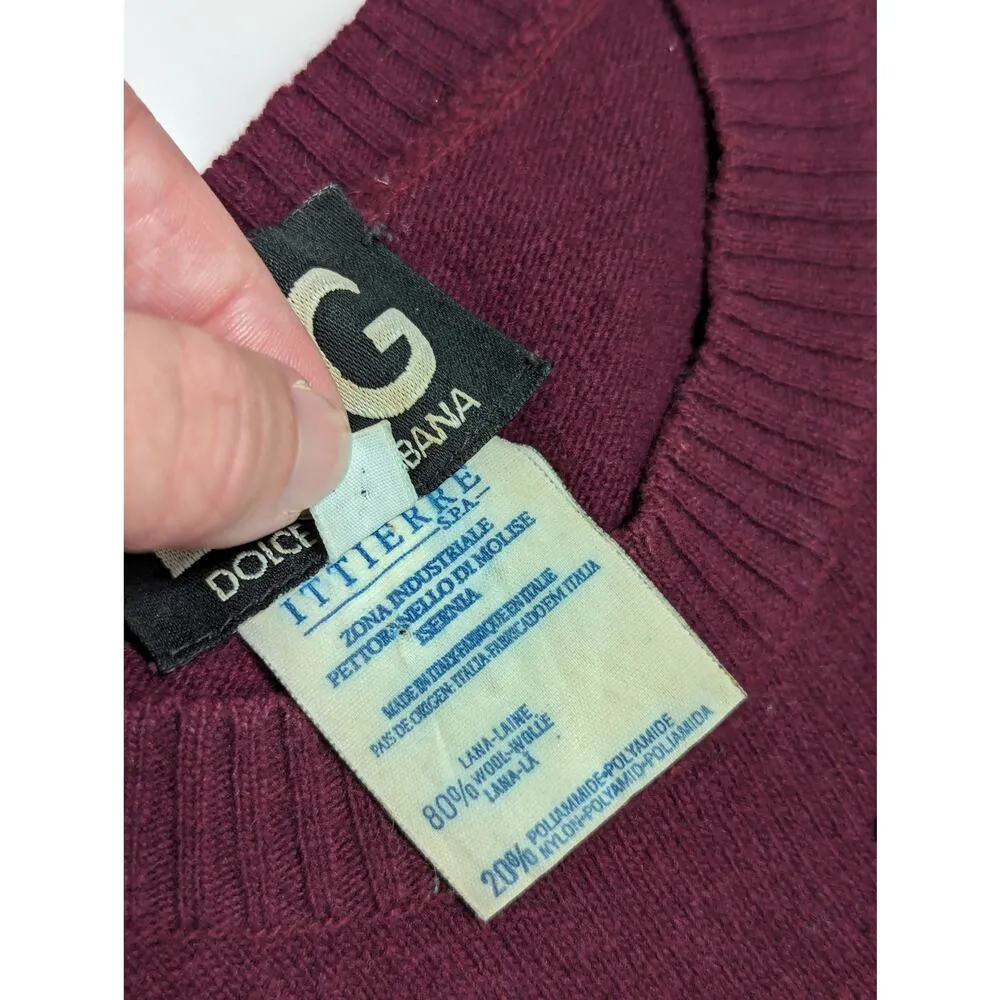 G
DOLCE
BANA
ITTIERRE
S.P.A.
ZONA INDUSTRIALE
PETTORANELLO DI MOLISE
ISERNIA
MADE IN ITALY-FABRIQUE EN ITALIE
PAIS DE ORIGEN: ITALIA-FABRICADO EM ITALIA
LANA-LAINE
80% WOOL-WOLLE
LANA-LÃ
20% POLIAMMIDE-POLYAMIDE
NYLON-POLYAMID-POLIAMIDA